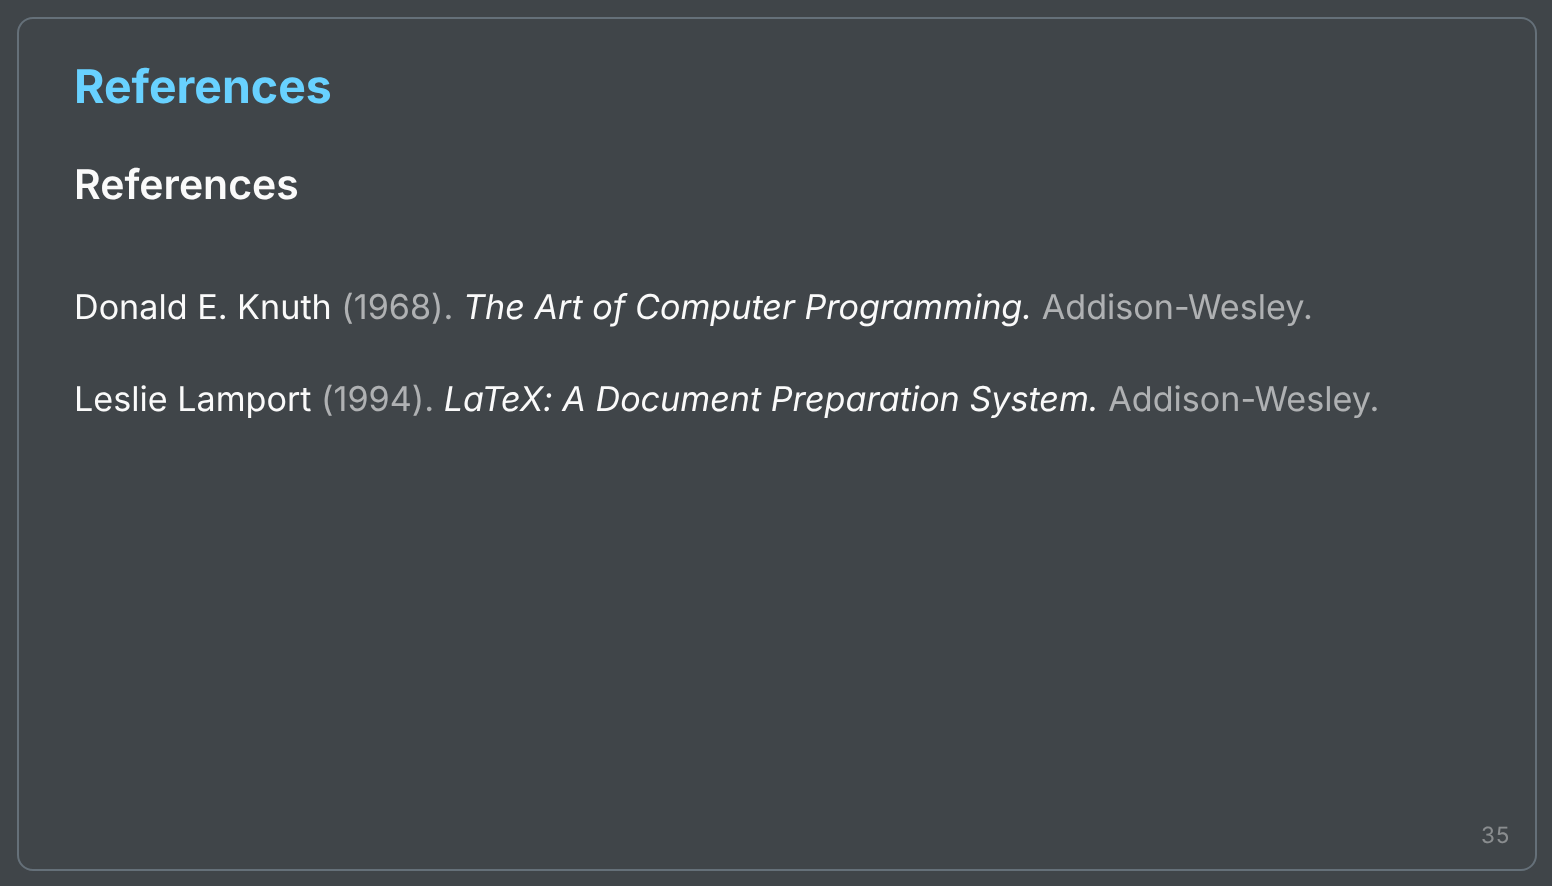 References
References
Donald E. Knuth (1968). The Art of Computer Programming. Addison-Wesley.
Leslie Lamport (1994). LaTeX: A Document Preparation System. Addison-Wesley.
35